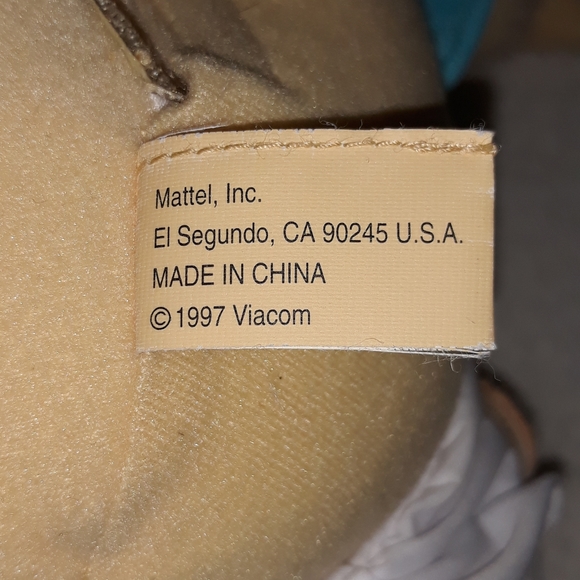 Mattel, Inc.
El Segundo, CA 90245 U.S.A.
MADE IN CHINA
© 1997 Viacom